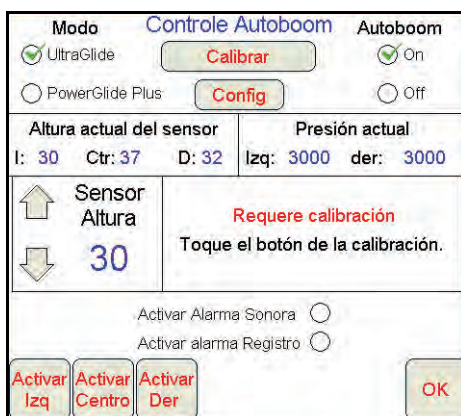 Controle Autoboom
Modo
UltraGlide
PowerGlide Plus
Calibrar
Config
Autoboom
On
Off
Altura actual del sensor
I: 30 Ctr: 37 D: 32
Presión actual
Izq: 3000 der: 3000
Sensor
Altura
30
Requere calibración
Toque el botón de la calibración.
Activar Alarma Sonora
Activar alarma Registro
Activar
Izq
Activar
Centro
Activar
Der
OK